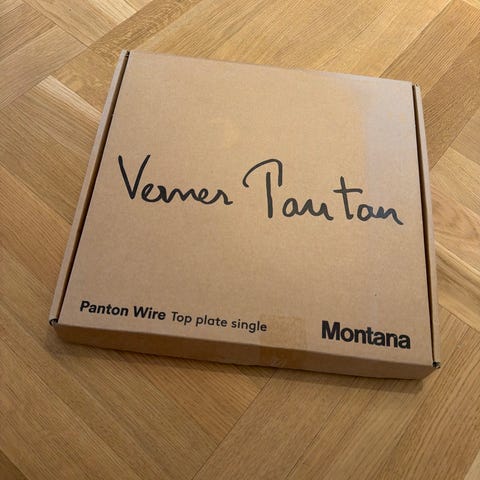 Verner Panton
Panton Wire Top plate single
Montana